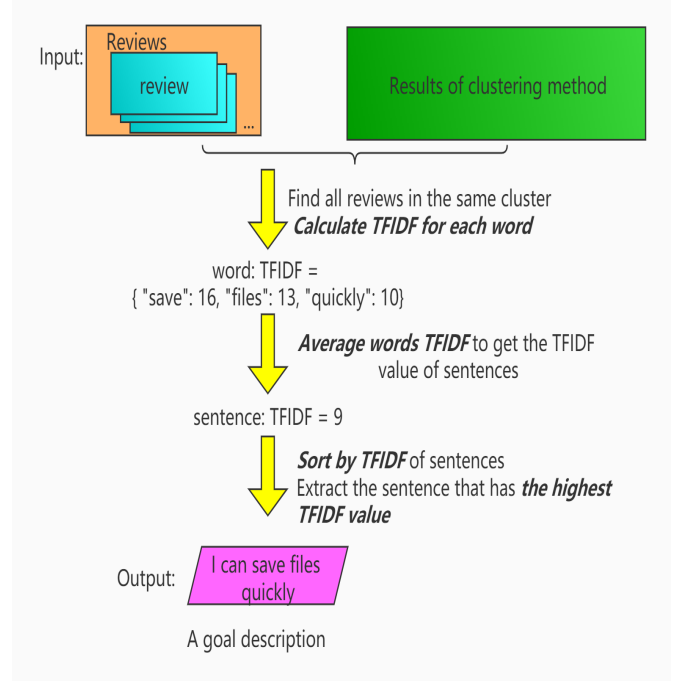 Input:
Reviews
review
...
Results of clustering method
Find all reviews in the same cluster
Calculate TFIDF for each word
word: TFIDF =
{ "save": 16, "files": 13, "quickly": 10}
Average words TFIDF to get the TFIDF
value of sentences
sentence: TFIDF = 9
Sort by TFIDF of sentences
Extract the sentence that has the highest
TFIDF value
Output:
I can save files
quickly
A goal description